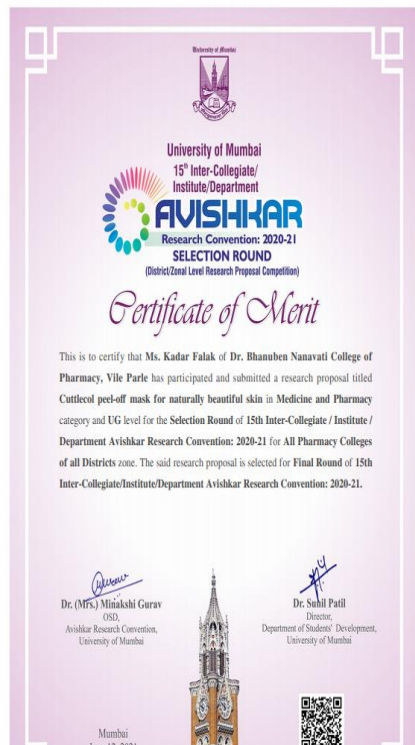 University of Mumbai
University of Mumbai
15th Inter-Collegiate/
Institute/Department
AVISHKAR
Research Convention: 2020-21
SELECTION ROUND
(District/Zonal Level Research Proposal Competition)
Certificate of Merit
This is to certify that Ms. Kadar Falak of Dr. Bhanuben Nanavati College of
Pharmacy, Vile Parle has participated and submitted a research proposal titled
Cuttlecol peel-off mask for naturally beautiful skin in Medicine and Pharmacy
category and UG level for the Selection Round of 15th Inter-Collegiate / Institute /
Department Avishkar Research Convention: 2020-21 for All Pharmacy Colleges
of all Districts zone. The said research proposal is selected for Final Round of 15th
Inter-Collegiate/Institute/Department Avishkar Research Convention: 2020-21.
Dr. (Mrs.) Minakshi Gurav
OSD,
Avishkar Research Convention,
University of Mumbai
Dr. Sunil Patil
Director,
Department of Students' Development,
University of Mumbai
Mumbai